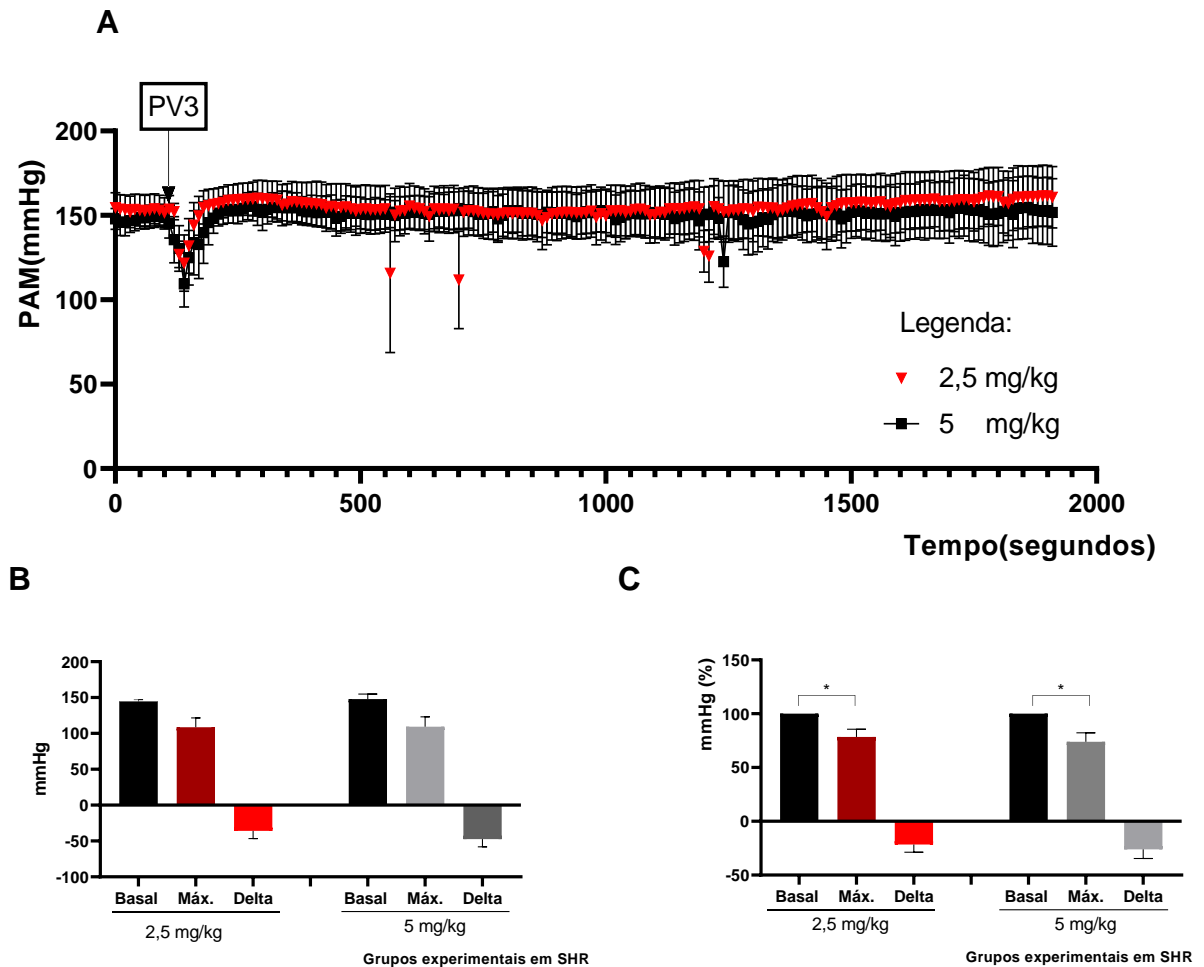 A
PV3
PAM(mmHg)
200
150
100
50
0
0 500 1000 1500 2000
Tempo(segundos)
Legenda:
2,5 mg/kg
5 mg/kg
B
mmHg
200
150
100
50
0
-50
-100
Basal Máx. Delta Basal Máx. Delta
2,5 mg/kg 5 mg/kg
Grupos experimentais em SHR
C
mmHg (%)
150
100
50
0
-50
* *
Basal Máx. Delta Basal Máx. Delta
2,5 mg/kg 5 mg/kg
Grupos experimentais em SHR